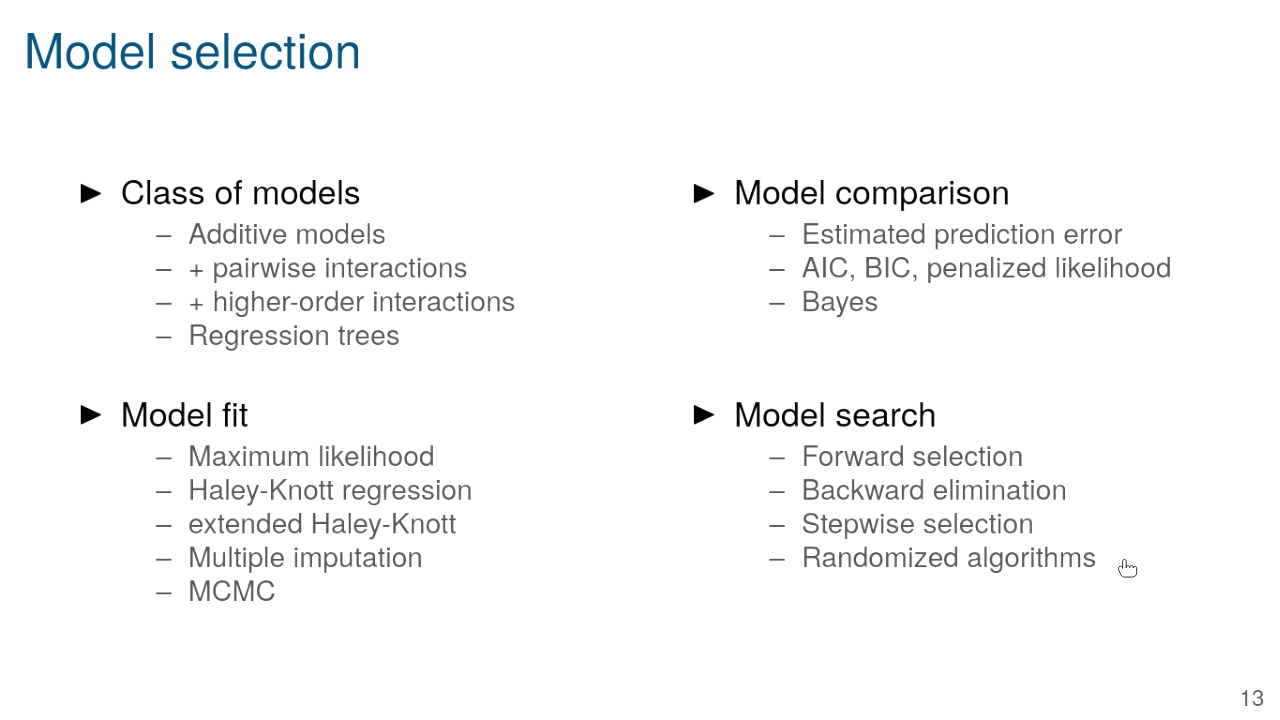 Model selection
► Class of models
– Additive models
– + pairwise interactions
– + higher-order interactions
– Regression trees
► Model fit
– Maximum likelihood
– Haley-Knott regression
– extended Haley-Knott
– Multiple imputation
– MCMC
► Model comparison
– Estimated prediction error
– AIC, BIC, penalized likelihood
– Bayes
► Model search
– Forward selection
– Backward elimination
– Stepwise selection
– Randomized algorithms
13